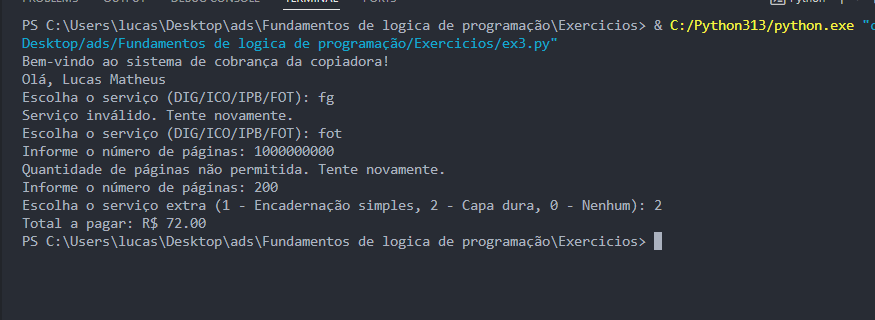 PS C:\Users\lucas\Desktop\ads\Fundamentos de logica de programação\Exercicios> & C:/Python313/python.exe "c
Desktop/ads/Fundamentos de logica de programação/Exercicios/ex3.py"
Bem-vindo ao sistema de cobrança da copiadora!
Olá, Lucas Matheus
Escolha o serviço (DIG/ICO/IPB/FOT): fg
Serviço inválido. Tente novamente.
Escolha o serviço (DIG/ICO/IPB/FOT): fot
Informe o número de páginas: 1000000000
Quantidade de páginas não permitida. Tente novamente.
Informe o número de páginas: 200
Escolha o serviço extra (1 - Encadernação simples, 2 - Capa dura, 0 - Nenhum): 2
Total a pagar: R$ 72.00
PS C:\Users\lucas\Desktop\ads\Fundamentos de logica de programação\Exercicios>